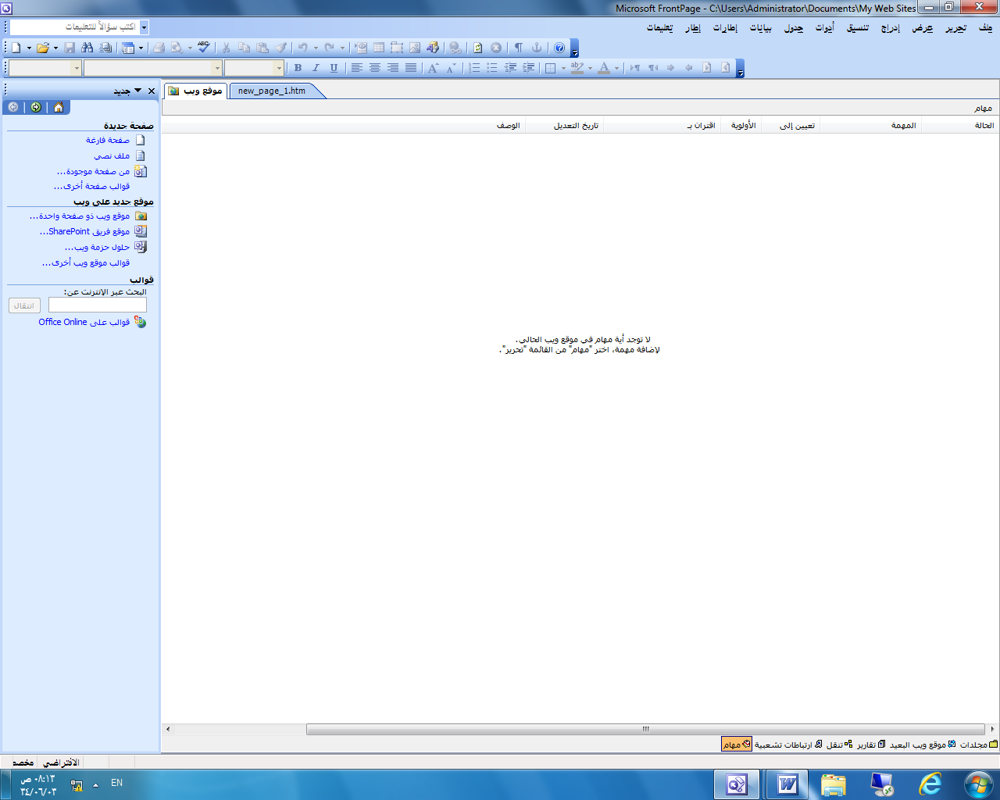 Microsoft FrontPage - C:\Users\Administrator\Documents\My Web Sites
ملف تحرير عرض إدراج تنسيق أدوات جدول بيانات إطارات إطار تعليمات
اكتب سؤالاً للتعليمات
موقع ويب new_page_1.htm
مهام
الحالة المهمة تعيين إلى الأولوية اقتران بـ تاريخ التعديل الوصف
لا توجد أية مهام في موقع ويب الحالي.
لإضافة مهمة، اختر "مهام" من القائمة "تحرير".
جديد
صفحة جديدة
صفحة فارغة
ملف نصي
من صفحة موجودة...
قوالب صفحة أخرى...
موقع جديد على ويب
موقع ويب ذو صفحة واحدة...
موقع فريق SharePoint...
حلول حزمة ويب...
قوالب موقع ويب أخرى...
قوالب
البحث عبر الإنترنت عن:
انتقال
قوالب على Office Online
مجلدات موقع ويب البعيد تقارير تنقل ارتباطات تشعبية مهام
الافتراضي مخصص
EN
٠٨:١٣ ص
٣٤/٠٦/٠٣